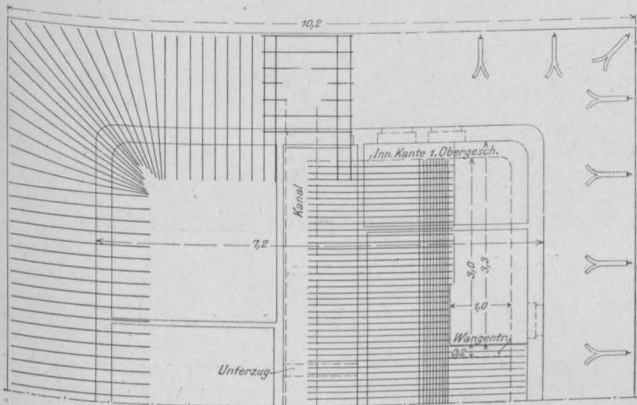 10,2
Inn. Kante 1. Obergesch.
Kanal
7,2
3,0
3,3
1,0
Wangentr.
0,2
Unterzug